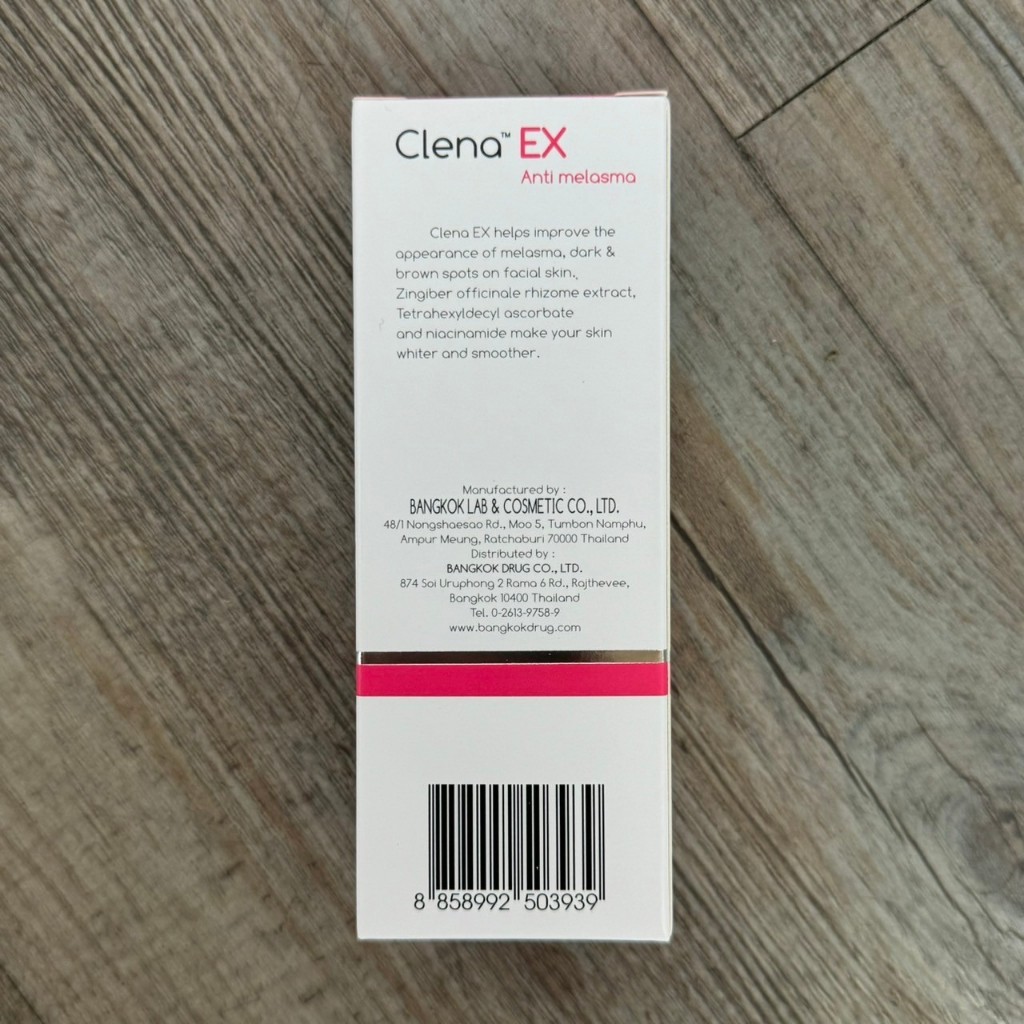 Clena™ EX
Anti melasma
Clena EX helps improve the
appearance of melasma, dark &
brown spots on facial skin.,
Zingiber officinale rhizome extract,
Tetrahexyldecyl ascorbate
and niacinamide make your skin
whiter and smoother.
Manufactured by :
BANGKOK LAB & COSMETIC CO., LTD.
48/1 Nongshaesao Rd., Moo 5, Tumbon Namphu,
Ampur Meung, Ratchaburi 70000 Thailand
Distributed by :
BANGKOK DRUG CO., LTD.
874 Soi Uruphong 2 Rama 6 Rd., Rajthevee,
Bangkok 10400 Thailand
Tel. 0-2613-9758-9
www.bangkokdrug.com
8 858992 503939